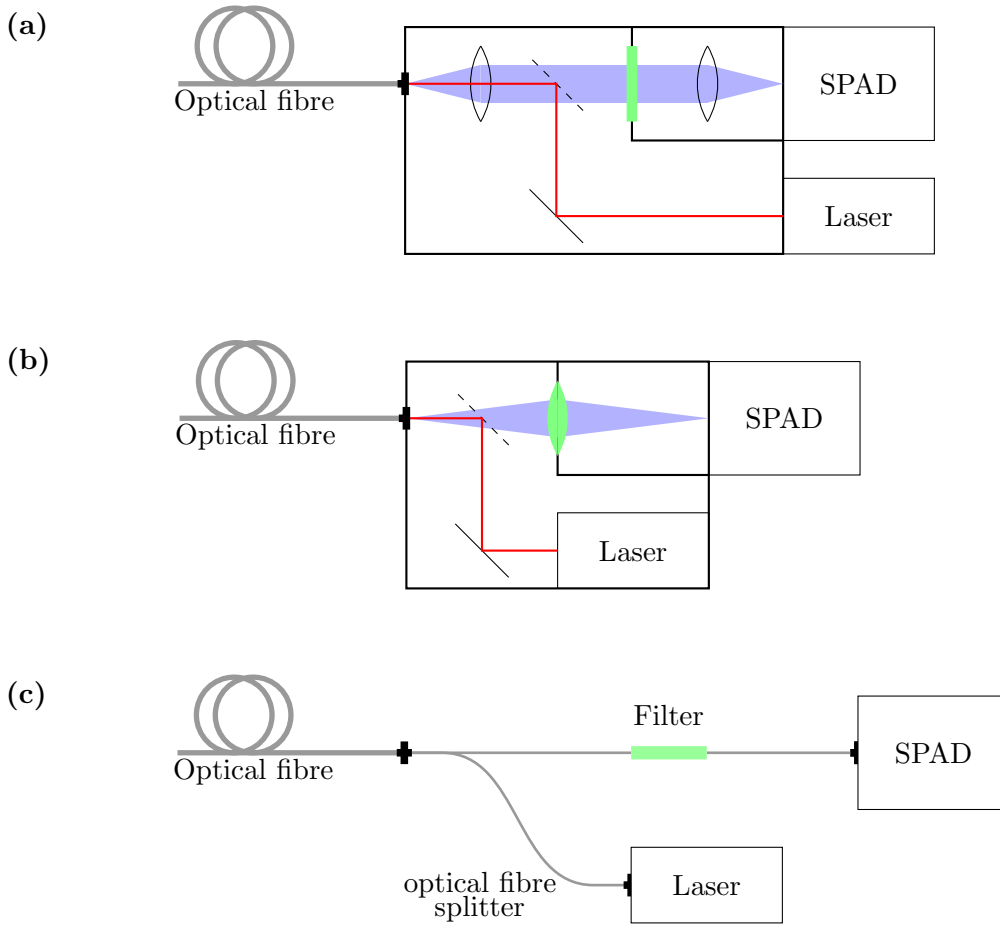 (a)
SPAD
Optical fibre
Laser
(b)
SPAD
Optical fibre
Laser
(c)
Filter
SPAD
Optical fibre
optical fibre
splitter
Laser